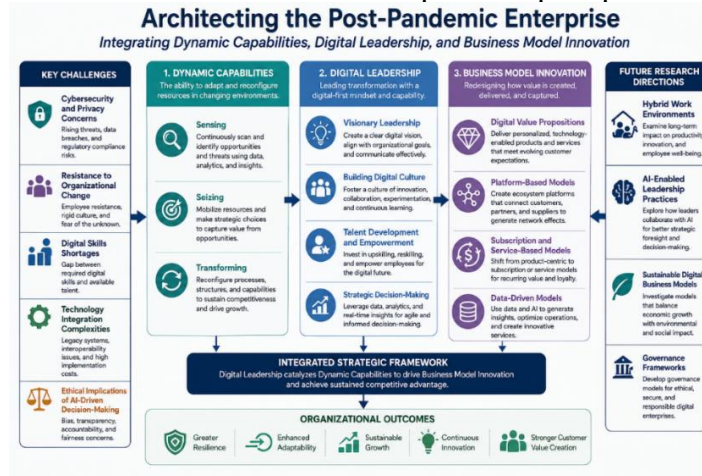 Architecting the Post-Pandemic Enterprise
Integrating Dynamic Capabilities, Digital Leadership, and Business Model Innovation
KEY CHALLENGES
Cybersecurity
and Privacy
Concerns
Rising threats, data
breaches, and
regulatory compliance
risks.
Resistance to
Organizational
Change
Employee resistance,
rigid culture, and
fear of the unknown.
Digital Skills
Shortages
Gap between
required digital
skills and available
talent.
Technology
Integration
Complexities
Legacy systems,
interoperability
issues, and high
implementation
costs.
Ethical Implications
of AI-Driven
Decision-Making
Bias, transparency,
accountability, and
fairness concerns.
1. DYNAMIC CAPABILITIES
The ability to adapt and reconfigure
resources in changing environments.
Sensing
Continuously scan and
identify opportunities
and threats using data,
analytics, and insights.
Seizing
Mobilize resources and
make strategic choices
to capture value from
opportunities.
Transforming
Reconfigure processes,
structures, and capabilities
to sustain competitiveness
and drive growth.
2. DIGITAL LEADERSHIP
Leading transformation with a
digital-first mindset and capability.
Visionary Leadership
Create a clear digital vision,
align with organizational goals,
and communicate effectively.
Building Digital Culture
Foster a culture of innovation,
collaboration, experimentation,
and continuous learning.
Talent Development
and Empowerment
Invest in upskilling, reskilling,
and empower employees for
the digital future.
Strategic Decision-Making
Leverage data, analytics, and
real-time insights for agile and
informed decision-making.
3. BUSINESS MODEL INNOVATION
Redesigning how value is created,
delivered, and captured.
Digital Value Propositions
Deliver personalized, technology-
enabled products and services
that meet evolving customer
expectations.
Platform-Based Models
Create ecosystem platforms
that connect customers,
partners, and suppliers to
generate network effects.
Subscription and
Service-Based Models
Shift from product-centric to
subscription or service models
for recurring value and loyalty.
Data-Driven Models
Use data and AI to generate
insights, optimize operations,
and create innovative
services.
FUTURE RESEARCH
DIRECTIONS
Hybrid Work
Environments
Examine long-term
impact on productivity,
innovation, and
employee well-being.
AI-Enabled
Leadership
Practices
Explore how leaders
collaborate with AI
for better strategic
foresight and
decision-making.
Sustainable Digital
Business Models
Investigate models
that balance
economic growth
with environmental
and social impact.
Governance
Frameworks
Develop governance
models for ethical,
secure, and
responsible digital
enterprises.
INTEGRATED STRATEGIC FRAMEWORK
Digital Leadership catalyzes Dynamic Capabilities to drive Business Model Innovation
and achieve sustained competitive advantage.
ORGANIZATIONAL OUTCOMES
Greater
Resilience
Enhanced
Adaptability
Sustainable
Growth
Continuous
Innovation
Stronger Customer
Value Creation